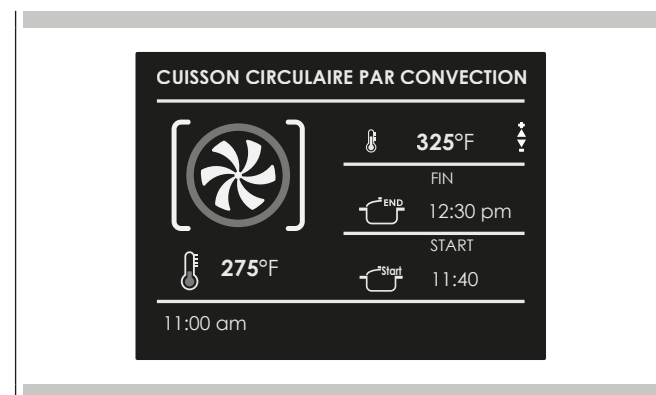 CUISSON CIRCULAIRE PAR CONVECTION
325°F
FIN
END
12:30 pm
START
Start
11:40
275°F
11:00 am